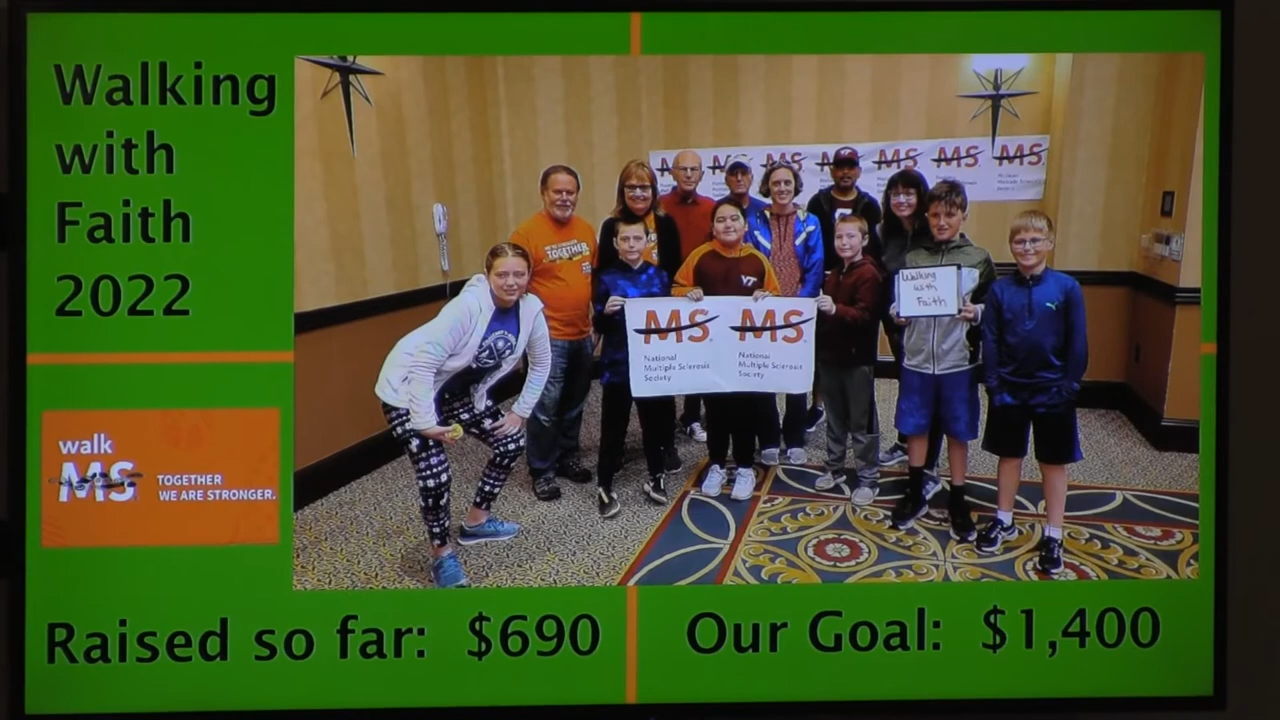 Walking
with
Faith
2022
walk
MS
TOGETHER
WE ARE STRONGER.
MS MS MS MS MS
TOGETHER
VT
MS MS
National
Multiple Sclerosis
Society
National
Multiple Sclerosis
Society
Walking
With
Faith
Raised so far: $690
Our Goal: $1,400